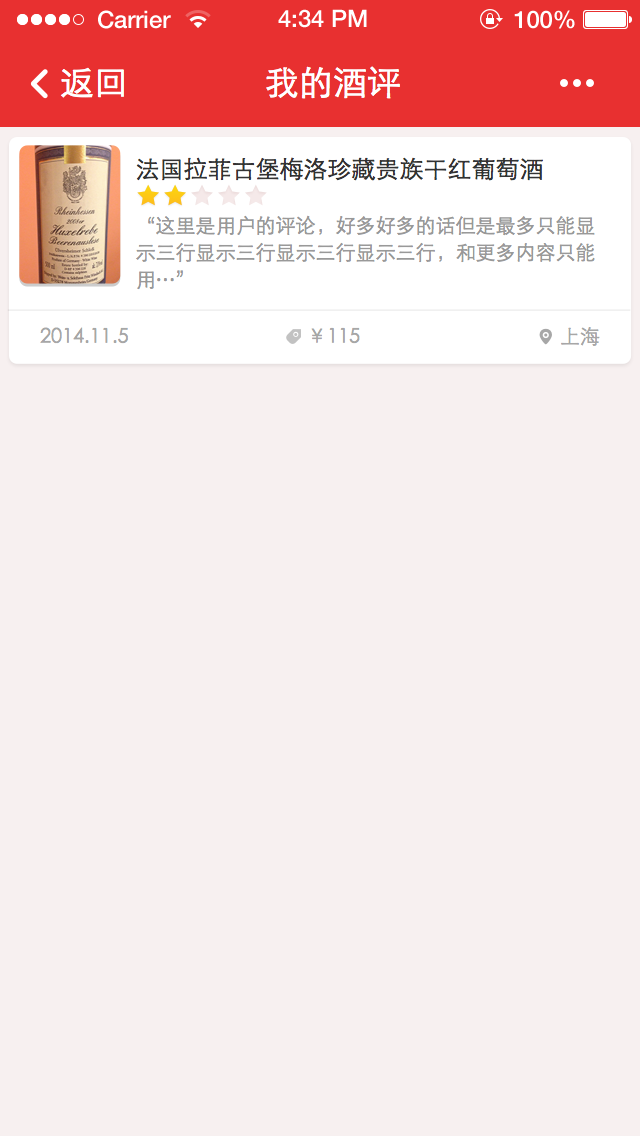 Carrier 4:34 PM 100%
返回 我的酒评
法国拉菲古堡梅洛珍藏贵族干红葡萄酒
“这里是用户的评论，好多好多的话但是最多只能显
示三行显示三行显示三行显示三行，和更多内容只能
用…”
Rheinhessen
Huxelrebe
Beerenauslese
2014.11.5 ¥115 上海